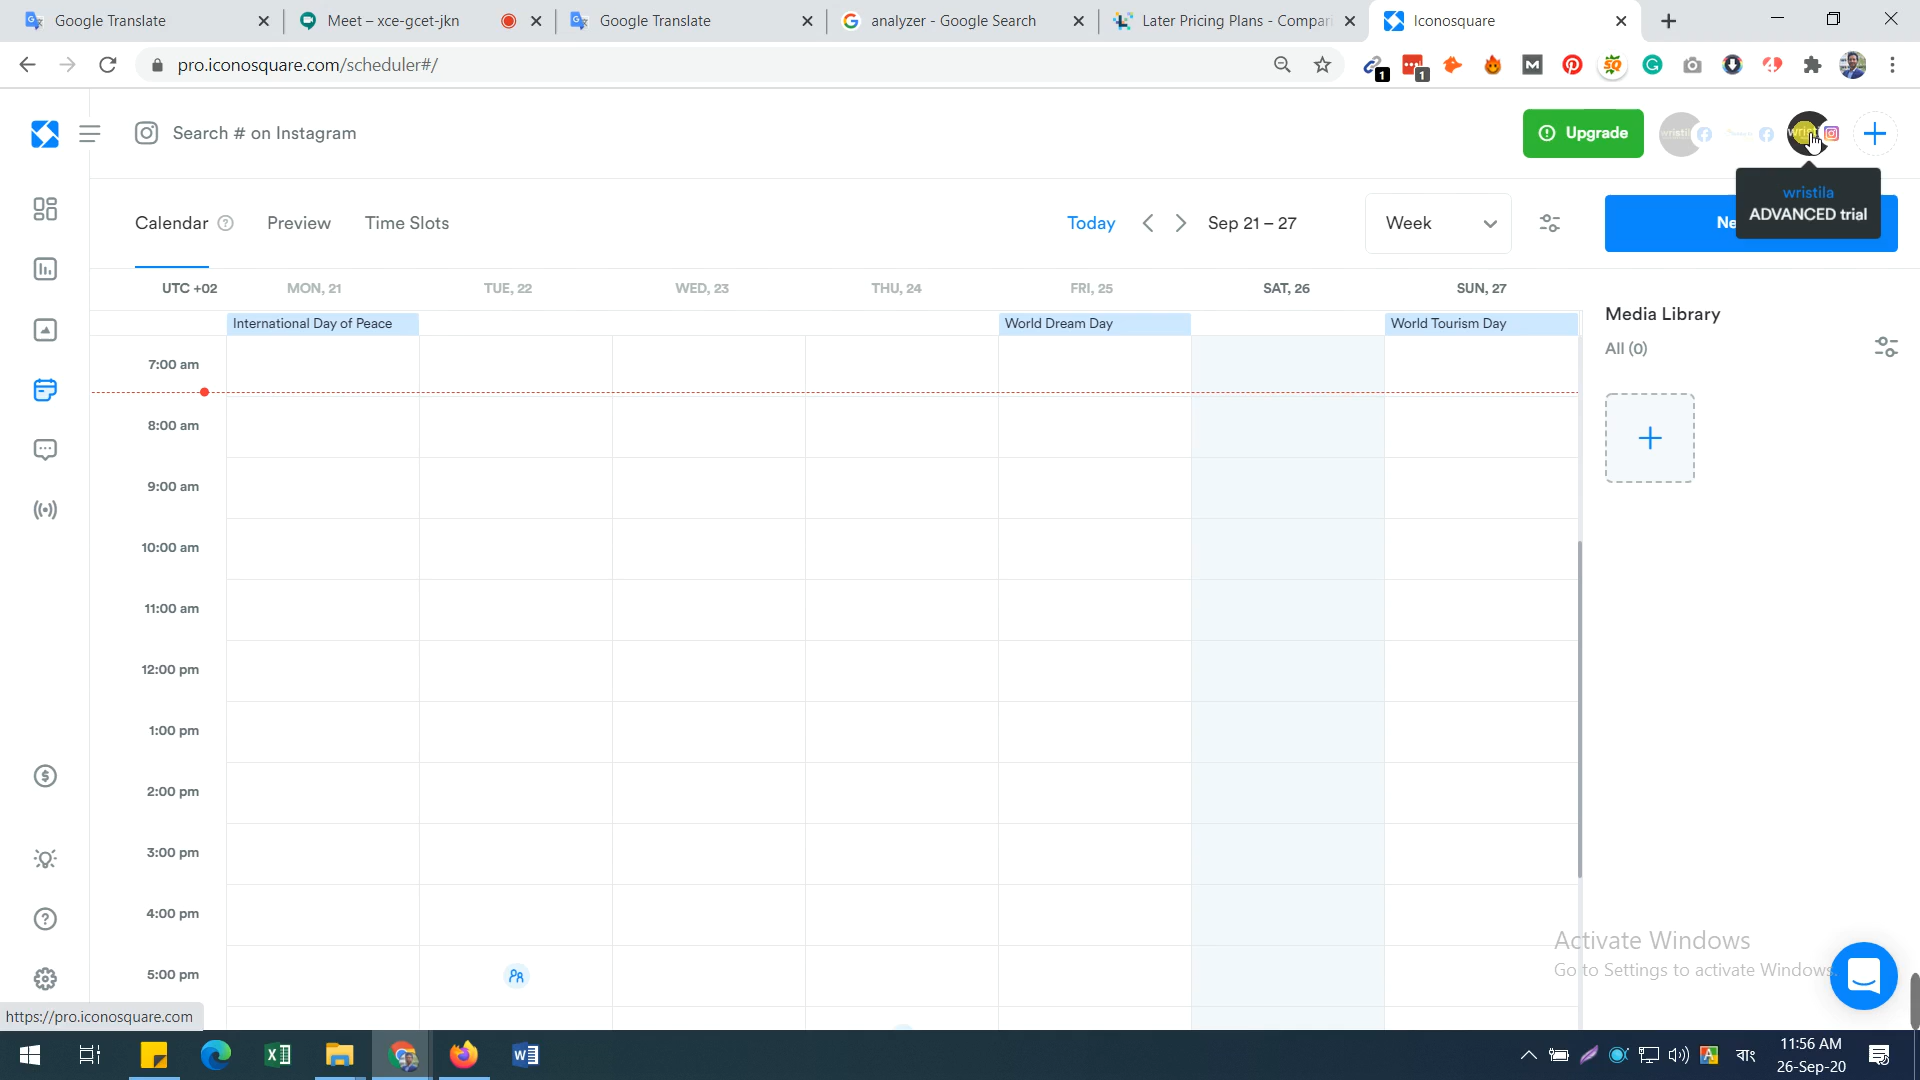 Google Translate
Meet – xce-gcet-jkn
Google Translate
analyzer - Google Search
Later Pricing Plans - Compari
Iconosquare
pro.iconosquare.com/scheduler#/
1
1
Search # on Instagram
Upgrade
wristila
ADVANCED trial
Calendar
Preview
Time Slots
Today
Sep 21 – 27
Week
UTC +02
MON, 21
TUE, 22
WED, 23
THU, 24
FRI, 25
SAT, 26
SUN, 27
International Day of Peace
World Dream Day
World Tourism Day
Media Library
All (0)
7:00 am
8:00 am
9:00 am
10:00 am
11:00 am
12:00 pm
1:00 pm
2:00 pm
3:00 pm
4:00 pm
5:00 pm
Activate Windows
Go to Settings to activate Windows.
https://pro.iconosquare.com
বাং
11:56 AM
26-Sep-20